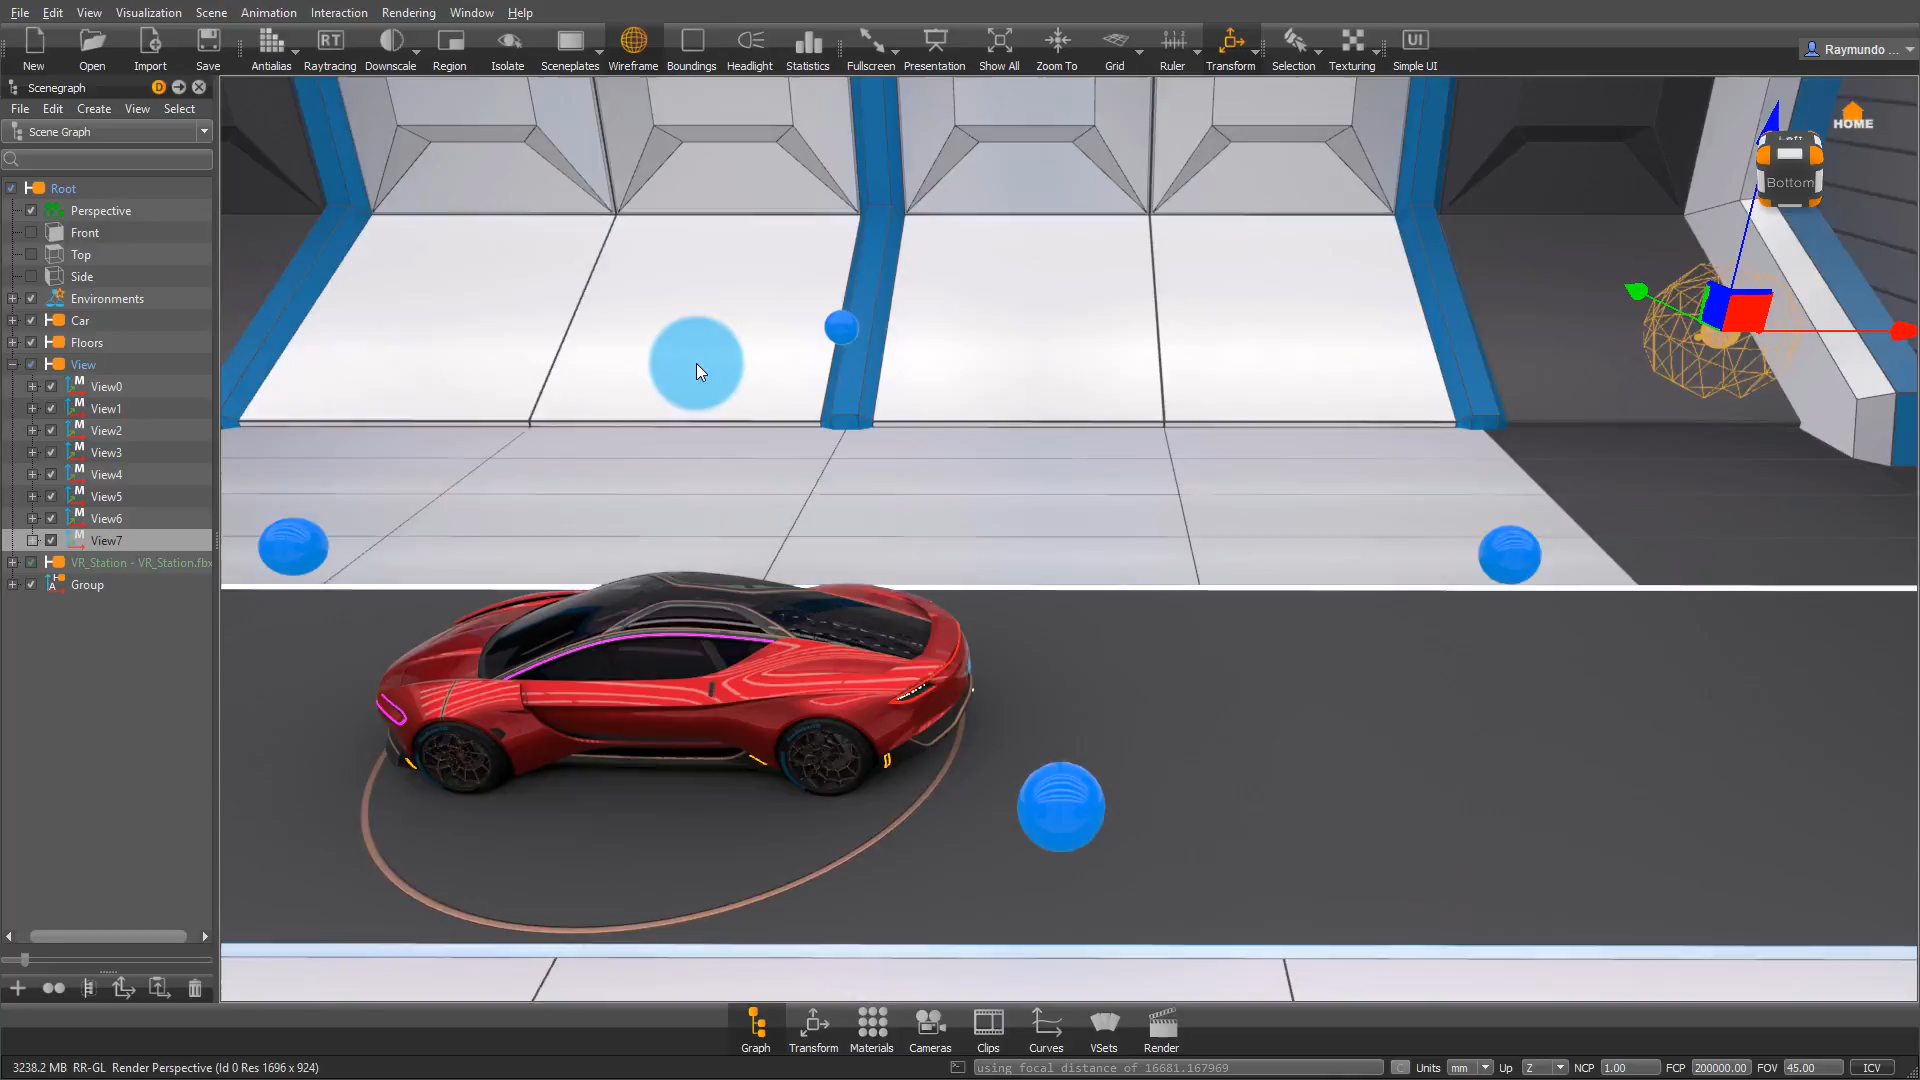 File Edit View Visualization Scene Animation Interaction Rendering Window Help
RT UI
New Open Import Save Antialias Raytracing Downscale Region Isolate Sceneplates Wireframe Boundings Headlight Statistics Fullscreen Presentation Show All Zoom To Grid Ruler Transform Selection Texturing Simple UI
Raymundo ...
Scenegraph D
File Edit Create View Select
Scene Graph
Root
Perspective
Front
Top
Side
Environments
Car
Floors
View
M View0
M View1
M View2
M View3
M View4
M View5
M View6
M View7
VR_Station - VR_Station.fbx
Group
HOME
Left
Bottom
Graph Transform Materials Cameras Clips Curves VSets Render
3238.2 MB RR-GL Render Perspective (Id 0 Res 1696 x 924) using focal distance of 16681.167969 C Units mm Up Z NCP 1.00 FCP 200000.00 FOV 45.00 ICV